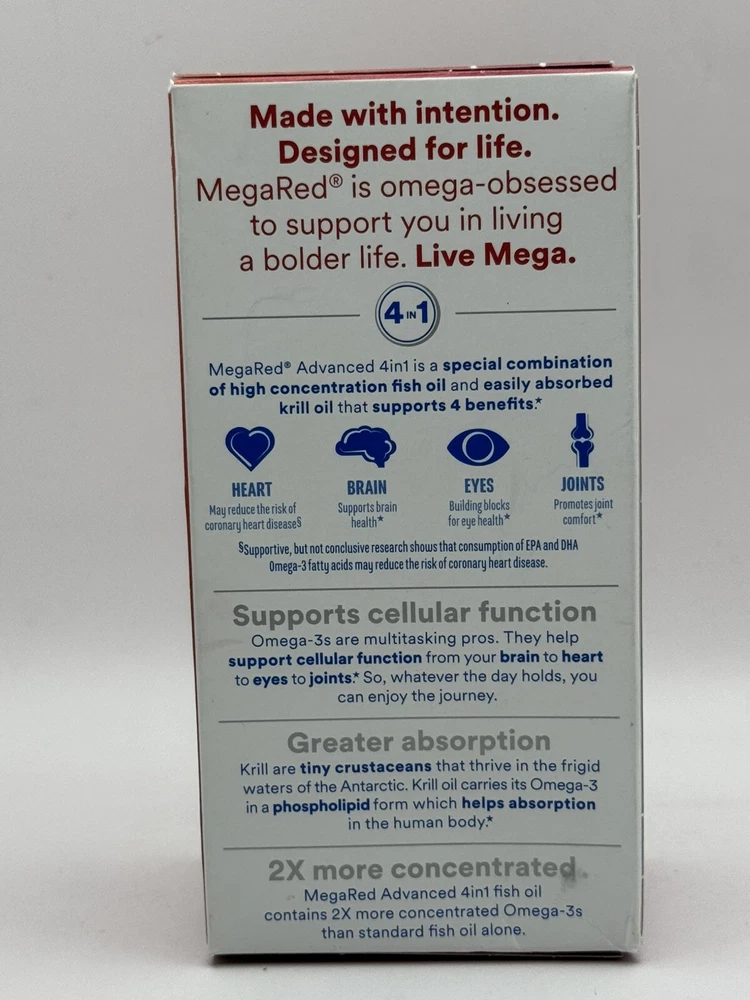 Made with intention.
Designed for life.
MegaRed® is omega-obsessed
to support you in living
a bolder life. Live Mega.
4 IN 1
MegaRed® Advanced 4in1 is a special combination
of high concentration fish oil and easily absorbed
krill oil that supports 4 benefits.*
HEART
May reduce the risk of
coronary heart disease§
BRAIN
Supports brain
health*
EYES
Building blocks
for eye health*
JOINTS
Promotes joint
comfort*
§Supportive, but not conclusive research shows that consumption of EPA and DHA
Omega-3 fatty acids may reduce the risk of coronary heart disease.
Supports cellular function
Omega-3s are multitasking pros. They help
support cellular function from your brain to heart
to eyes to joints.* So, whatever the day holds, you
can enjoy the journey.
Greater absorption
Krill are tiny crustaceans that thrive in the frigid
waters of the Antarctic. Krill oil carries its Omega-3
in a phospholipid form which helps absorption
in the human body.*
2X more concentrated
MegaRed Advanced 4in1 fish oil
contains 2X more concentrated Omega-3s
than standard fish oil alone.